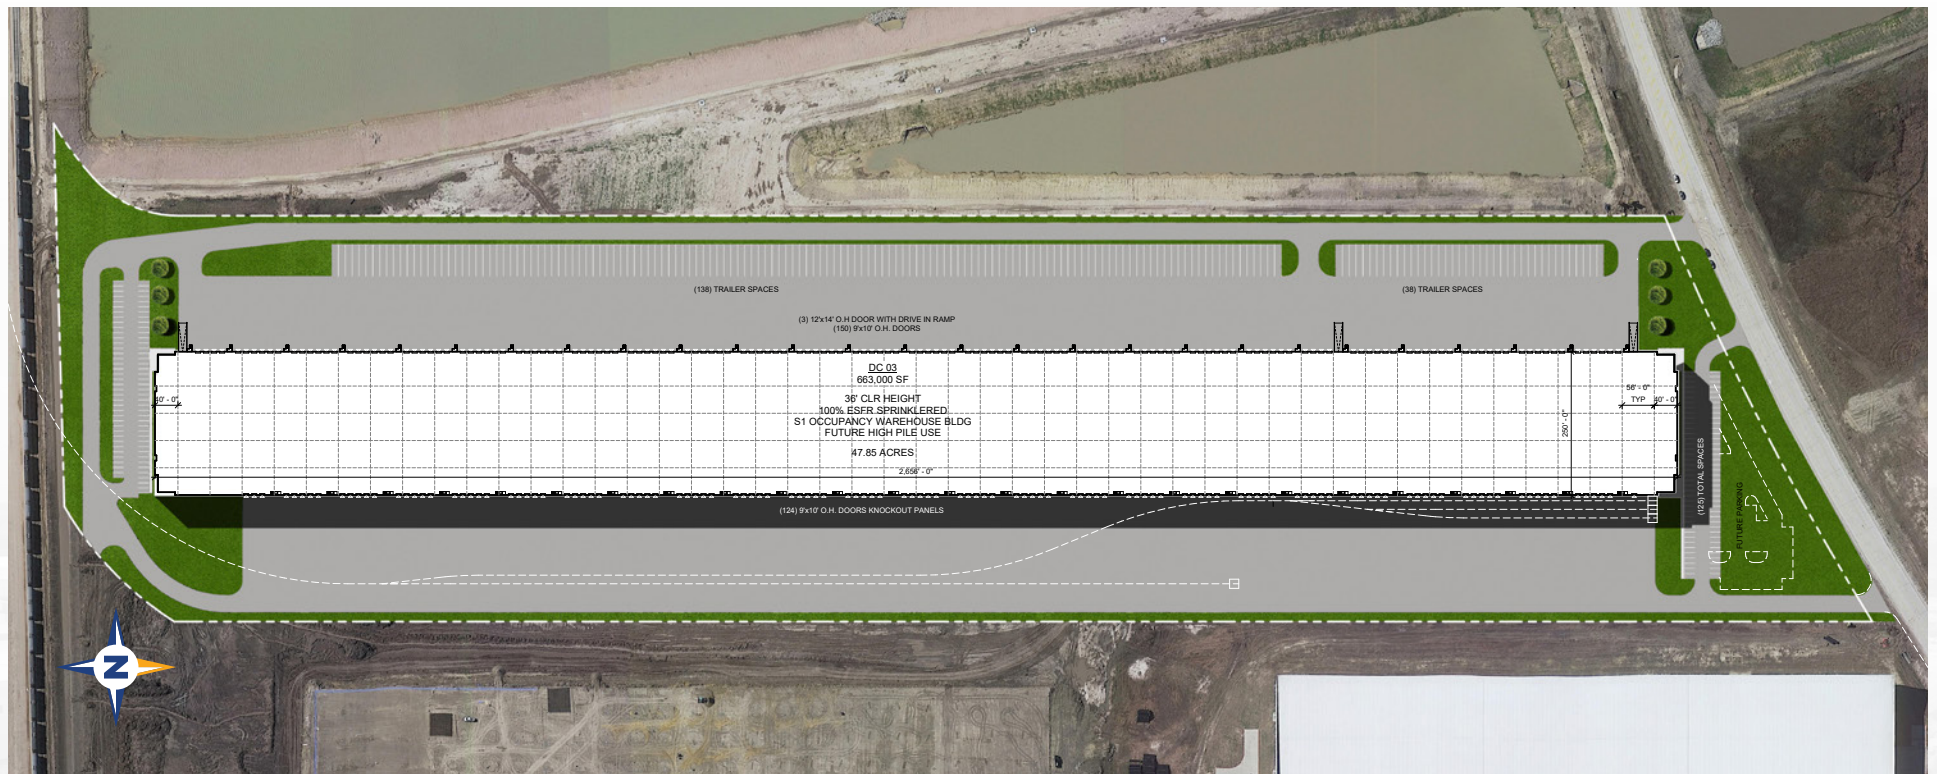 (138) TRAILER SPACES
(38) TRAILER SPACES
(3) 12'x14' O.H DOOR WITH DRIVE IN RAMP
(150) 9'x10' O.H. DOORS
DC 03
663,000 SF
36' CLR HEIGHT
100% ESFR SPRINKLERED
S1 OCCUPANCY WAREHOUSE BLDG
FUTURE HIGH PILE USE
47.85 ACRES
2,656' - 0"
40' - 0"
56' - 0"
TYP
40' - 0"
250' - 0"
(124) 9'x10' O.H. DOORS KNOCKOUT PANELS
(125) TOTAL SPACES
FUTURE PARKING
N